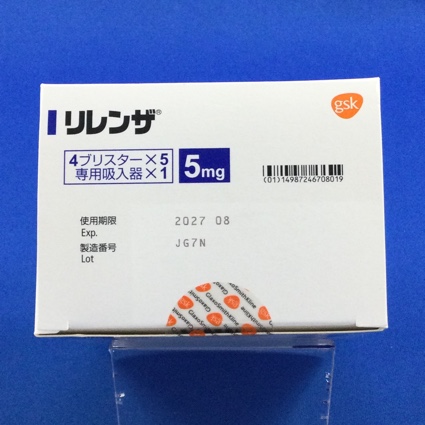 gsk
リレンザ®
4ブリスター×5
専用吸入器×1
5mg
(01)14987246708019
使用期限
Exp.
2027 08
製造番号
Lot
JG7N
GlaxoSmithKline